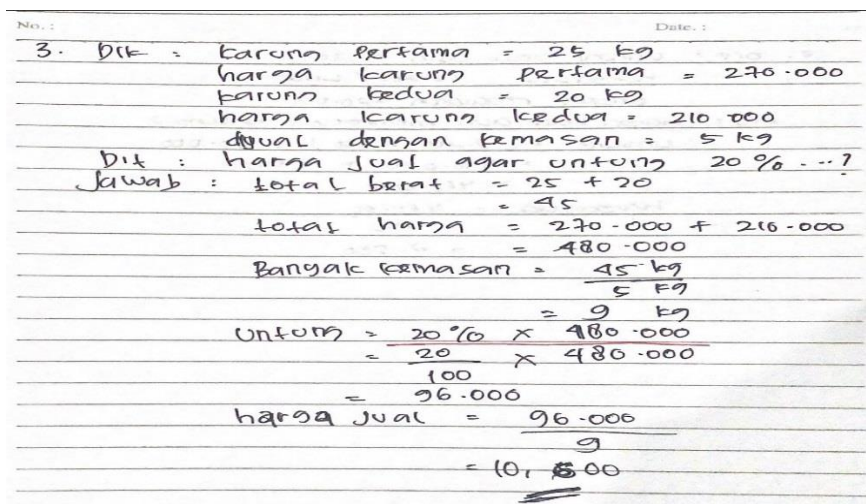 No. : Date. :
3. Dik : karung pertama = 25 kg
harga karung pertama = 270.000
karung kedua = 20 kg
harga karung kedua = 210 000
dijual dengan kemasan = 5 kg
Dit : harga jual agar untung 20 % ...?
Jawab : total berat = 25 + 20
= 45
total harga = 270.000 + 210.000
= 480.000
Banyak kemasan = 45 kg
5 kg
= 9 kg
Untung = 20 % × 480.000
= 20 × 480.000
100
= 96.000
harga jual = 96.000
9
= 10, 600